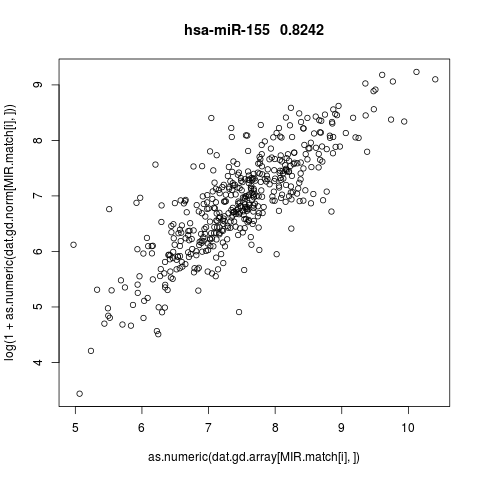 hsa-miR-155 0.8242
log(1 + as.numeric(dat.gd.norm[MIR.match[i], ]))
9
8
7
6
5
4
5 6 7 8 9 10
as.numeric(dat.gd.array[MIR.match[i], ])